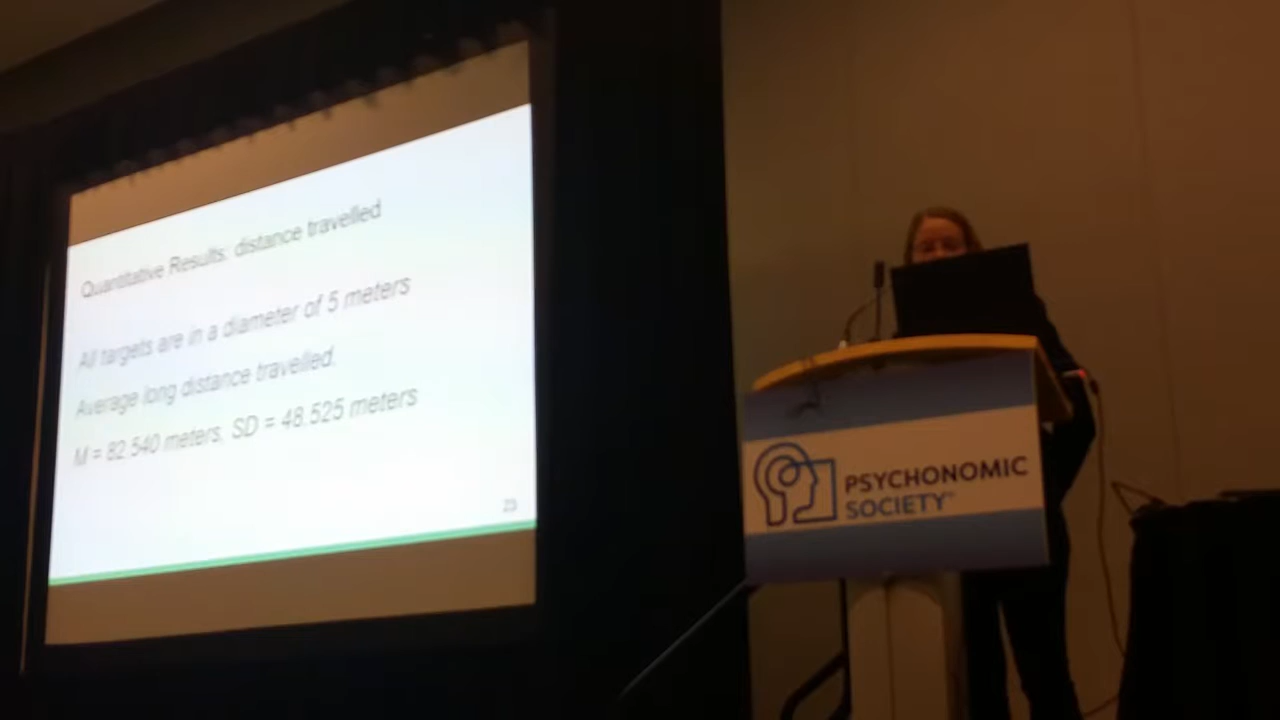 Quantitative Results: distance travelled
All targets are in a diameter of 5 meters
Average long distance travelled.
M = 82.540 meters, SD = 48.525 meters
23
PSYCHONOMIC
SOCIETY